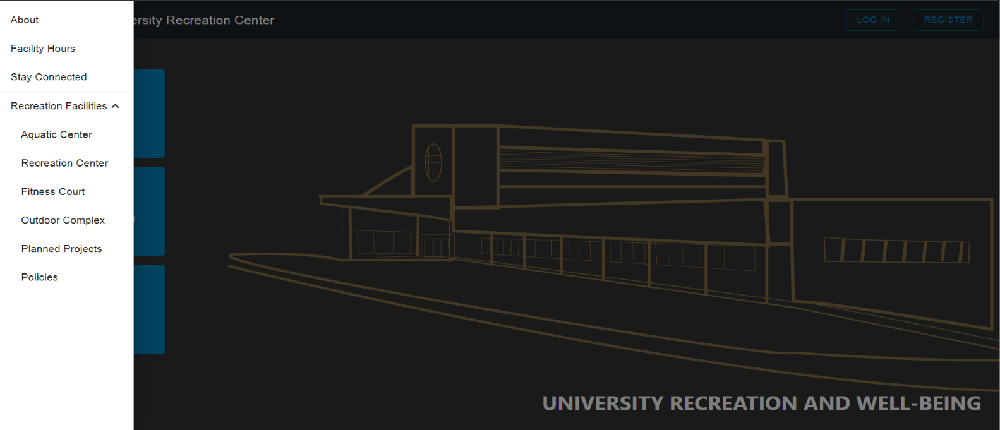 About
Facility Hours
Stay Connected
Recreation Facilities
Aquatic Center
Recreation Center
Fitness Court
Outdoor Complex
Planned Projects
Policies
Recreation Center
LOG IN
REGISTER
UNIVERSITY RECREATION AND WELL-BEING